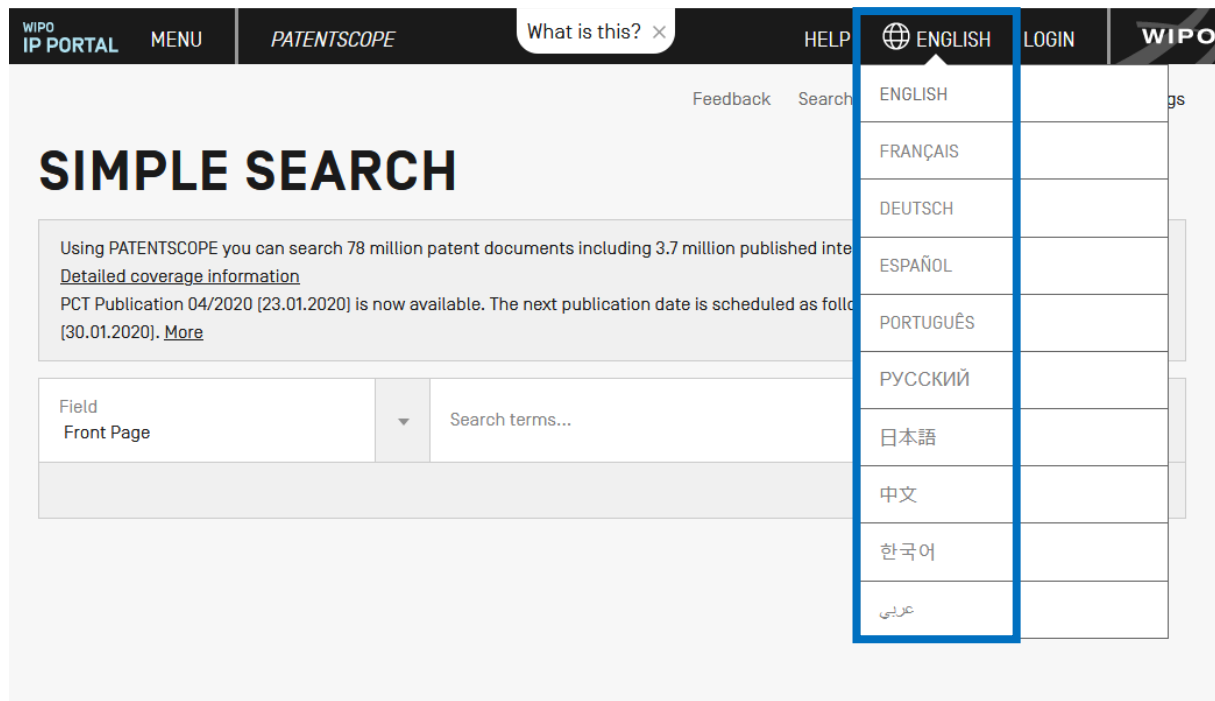 WIPO
IP PORTAL
MENU
PATENTSCOPE
What is this? ×
HELP
ENGLISH
LOGIN
WIPO
Feedback
Search
gs
ENGLISH
FRANÇAIS
DEUTSCH
ESPAÑOL
PORTUGUÊS
РУССКИЙ
日本語
中文
한국어
عربي
SIMPLE SEARCH
Using PATENTSCOPE you can search 78 million patent documents including 3.7 million published inte
Detailed coverage information
PCT Publication 04/2020 [23.01.2020] is now available. The next publication date is scheduled as follo
[30.01.2020]. More
Field
Front Page
Search terms...